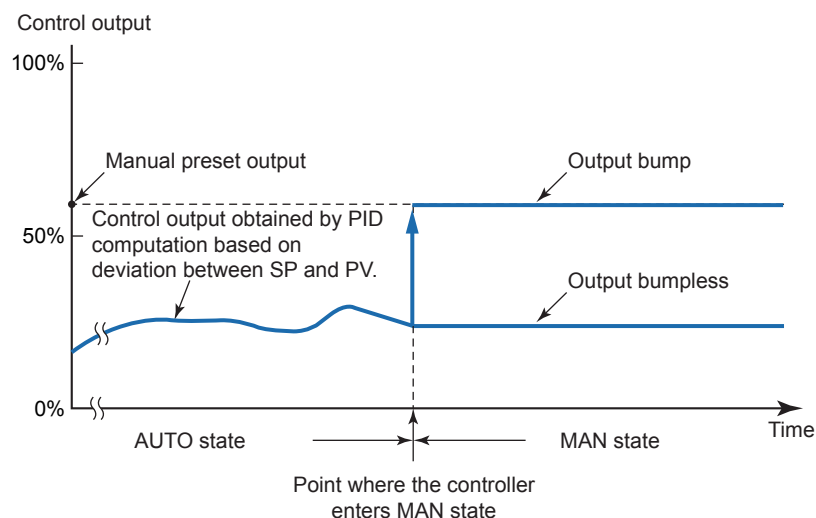 Control output
100%
Manual preset output
Output bump
Control output obtained by PID
computation based on
deviation between SP and PV.
50%
Output bumpless
0%
Time
AUTO state
MAN state
Point where the controller
enters MAN state